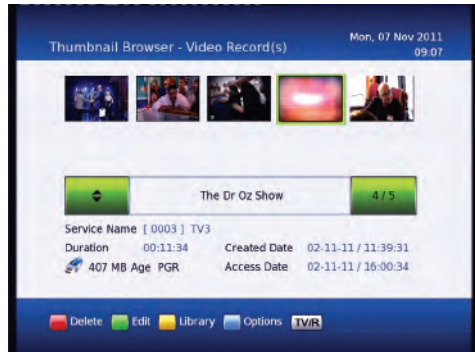 Thumbnail Browser - Video Record(s)
Mon, 07 Nov 2011
09:07
The Dr Oz Show
4 / 5
Service Name [ 0003 ] TV3
Duration 00:11:34 Created Date 02-11-11 / 11:39:31
407 MB Age PGR Access Date 02-11-11 / 16:00:34
Delete Edit Library Options TV/R